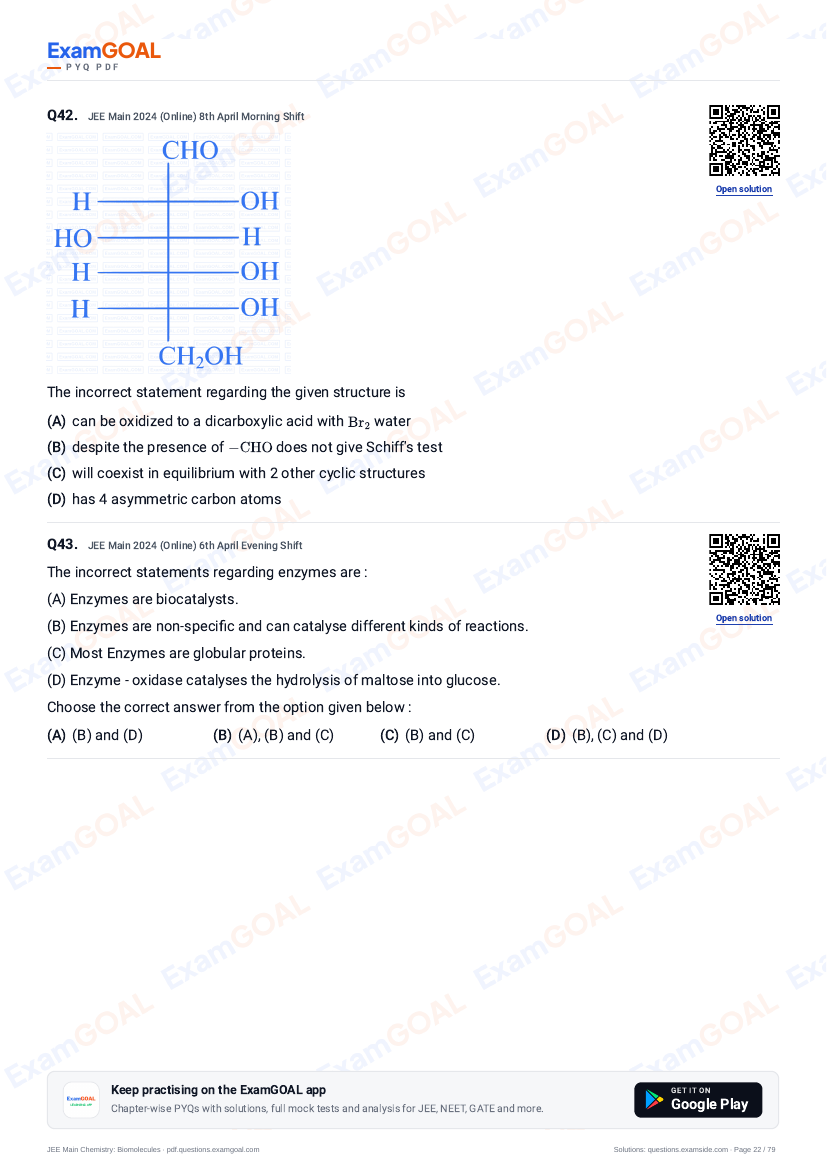 ExamGOAL
PYQ PDF
Q42. JEE Main 2024 (Online) 8th April Morning Shift
Open solution
CHO
H OH
HO H
H OH
H OH
CH₂OH
The incorrect statement regarding the given structure is
(A) can be oxidized to a dicarboxylic acid with Br₂ water
(B) despite the presence of −CHO does not give Schiff's test
(C) will coexist in equilibrium with 2 other cyclic structures
(D) has 4 asymmetric carbon atoms
Q43. JEE Main 2024 (Online) 6th April Evening Shift
Open solution
The incorrect statements regarding enzymes are :
(A) Enzymes are biocatalysts.
(B) Enzymes are non-specific and can catalyse different kinds of reactions.
(C) Most Enzymes are globular proteins.
(D) Enzyme - oxidase catalyses the hydrolysis of maltose into glucose.
Choose the correct answer from the option given below :
(A) (B) and (D) (B) (A), (B) and (C) (C) (B) and (C) (D) (B), (C) and (D)
ExamGOAL
Keep practising on the ExamGOAL app
Chapter-wise PYQs with solutions, full mock tests and analysis for JEE, NEET, GATE and more.
GET IT ON
Google Play
JEE Main Chemistry: Biomolecules · pdf.questions.examgoal.com Solutions: questions.examside.com · Page 22 / 79